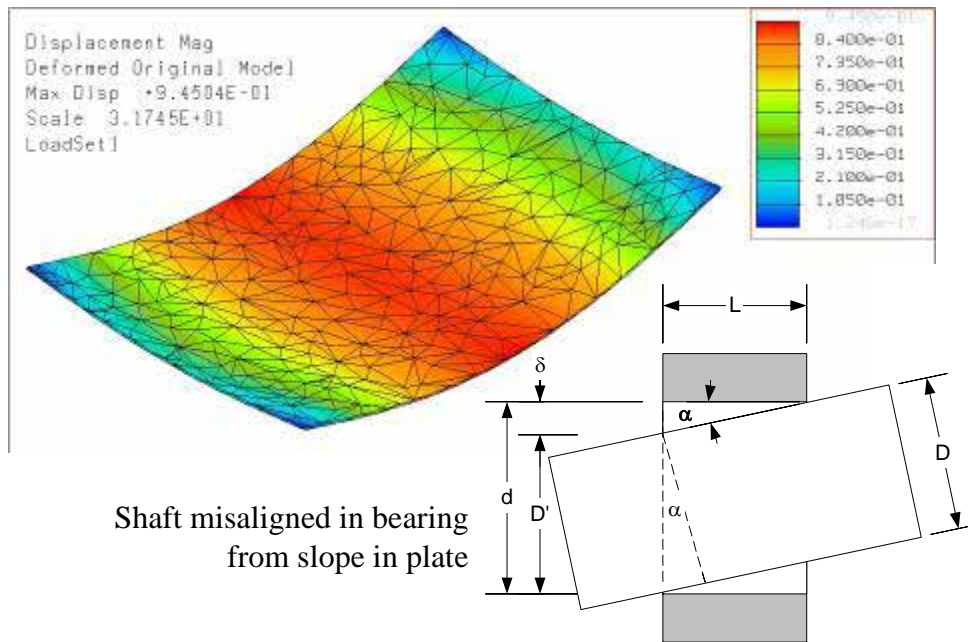 Displacement Mag
Deformed Original Model
Max Disp +9.4504E-01
Scale 3.1745E+01
LoadSet1
8.400e-01
7.350e-01
6.300e-01
5.250e-01
4.200e-01
3.150e-01
2.100e-01
1.050e-01
L
δ
α
D
d
D'
α
Shaft misaligned in bearing
from slope in plate